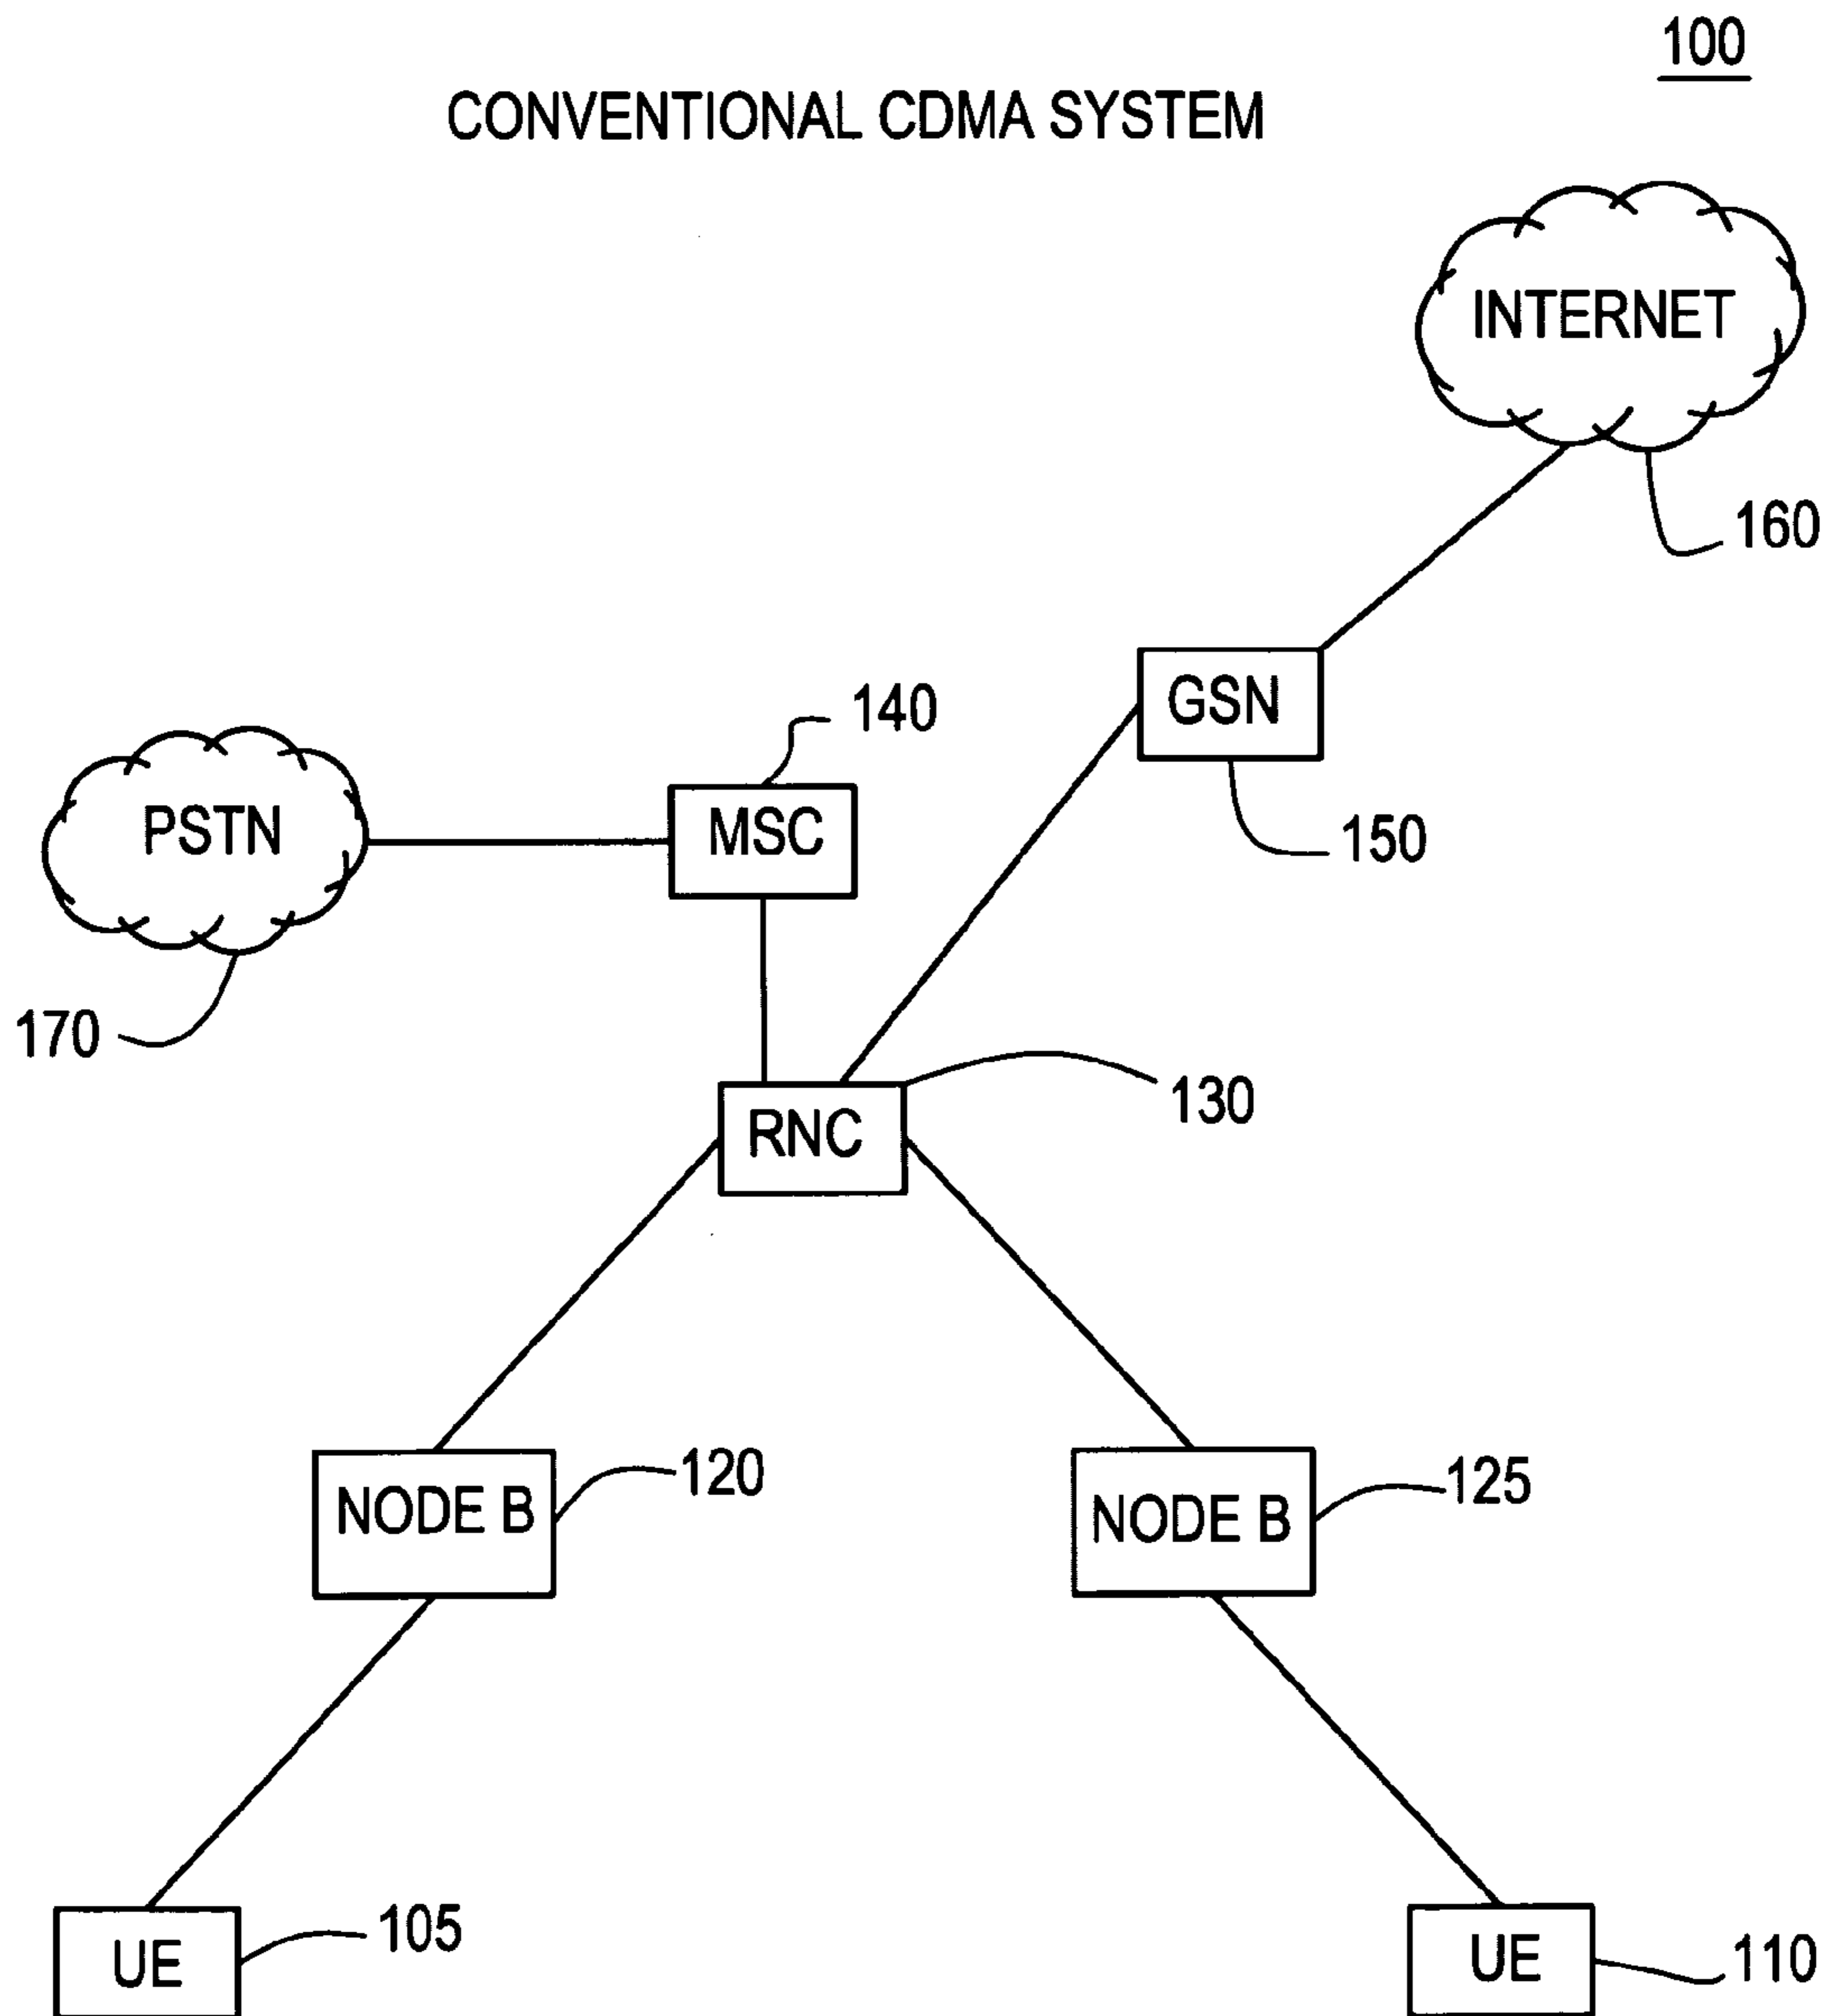 100
CONVENTIONAL CDMA SYSTEM
INTERNET
160
GSN
140
PSTN
MSC
150
170
130
RNC
120
125
NODE B
NODE B
105
UE
UE
110